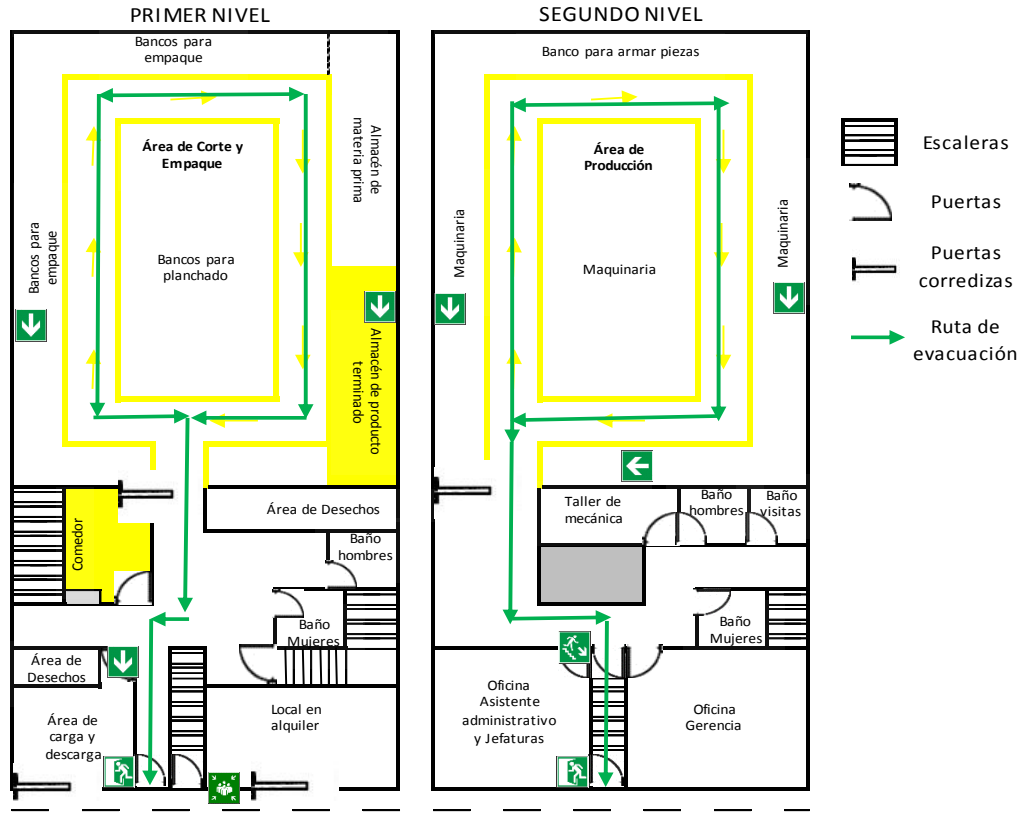 PRIMER NIVEL
Bancos para
empaque
Almacén de
materia prima
Área de Corte y
Empaque
Bancos para
empaque
Bancos para
planchado
Almacén de producto
terminado
Comedor
Área de Desechos
Baño
hombres
Baño
Mujeres
Área de
Desechos
Área de
carga y
descarga
Local en
alquiler
SEGUNDO NIVEL
Banco para armar piezas
Área de
Producción
Maquinaria
Maquinaria
Maquinaria
Taller de
mecánica
Baño
hombres
Baño
visitas
Baño
Mujeres
Oficina
Asistente
administrativo
y Jefaturas
Oficina
Gerencia
Escaleras
Puertas
Puertas
corredizas
Ruta de
evacuación